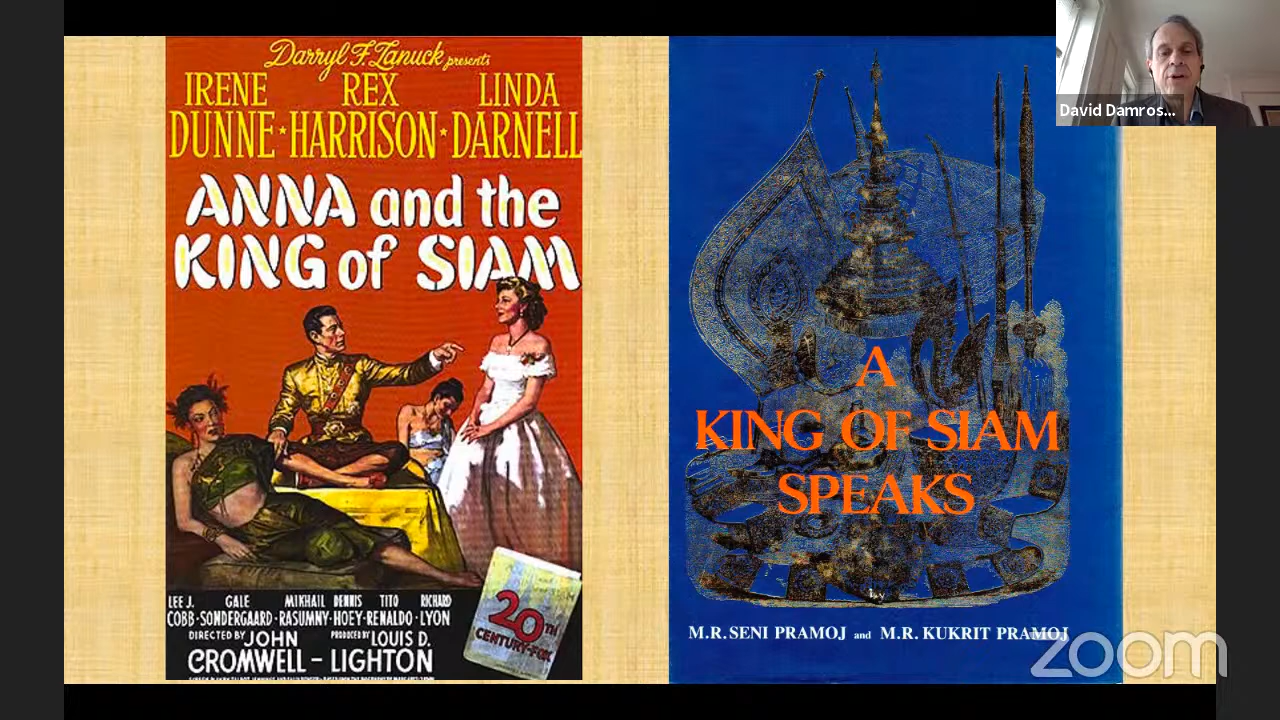 Darryl F. Zanuck presents
IRENE REX LINDA
DUNNE * HARRISON * DARNELL
ANNA and the
KING of SIAM
LEE J. GALE MIKHAIL DENNIS TITO RICHARD
COBB - SONDERGAARD - RASUMNY - HOEY - RENALDO - LYON
DIRECTED BY JOHN PRODUCED BY LOUIS D.
CROMWELL - LIGHTON
20TH
CENTURY-FOX
A
KING OF SIAM
SPEAKS
M.R. SENI PRAMOJ and M.R. KUKRIT PRAMOJ
David Damros...
zoom